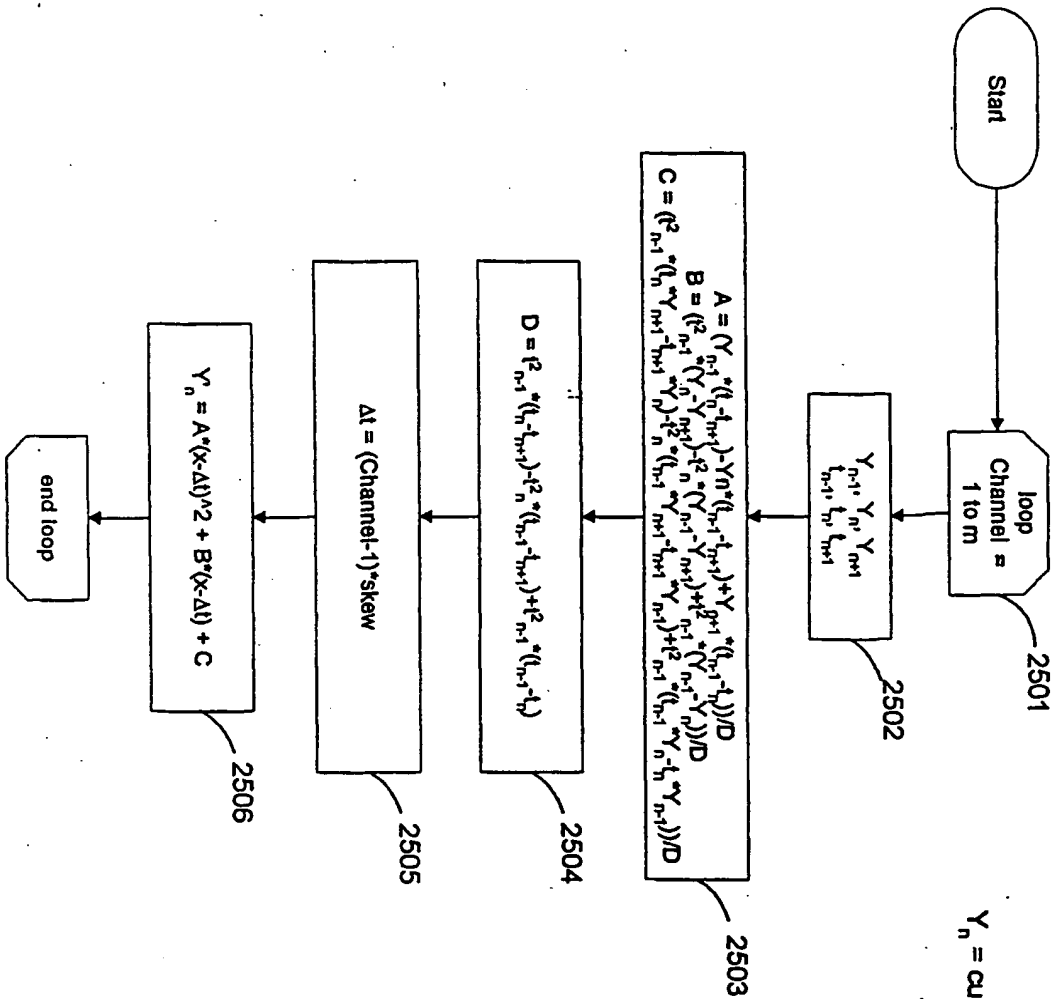 Start
loop
Channel =
1 to m
2501
Y_{n-1}, Y_n, Y_{n+1}
t_{n-1}, t_n, t_{n+1}
2502
A = (Y_{n-1}*(t_n-t_{n+1})-Yn*(t_{n-1}-t_{n+1})+Y_{n+1}*(t_{n-1}-t_n))/D
B = (t²_{n-1}*(Y_n-Y_{n+1})-t²_n*(Y_{n-1}-Y_{n+1})+t²_{n-1}*(Y_{n-1}-Y_n))/D
C = (t²_{n-1}*(t_n*Y_{n+1}-t_{n+1}*Y_n)-t²_n*(t_{n-1}*Y_{n+1}-t_{n+1}*Y_{n-1})+t²_{n-1}*(t_{n-1}*Y_n-t_n*Y_{n-1}))/D
2503
D = t²_{n-1}*(t_n-t_{n+1})-t²_n*(t_{n-1}-t_{n+1})+t²_{n-1}*(t_{n-1}-t_n)
2504
Δt = (Channel-1)*skew
2505
Y'_n = A*(x-Δt)^2 + B*(x-Δt) + C
2506
end loop
Y_n = cu